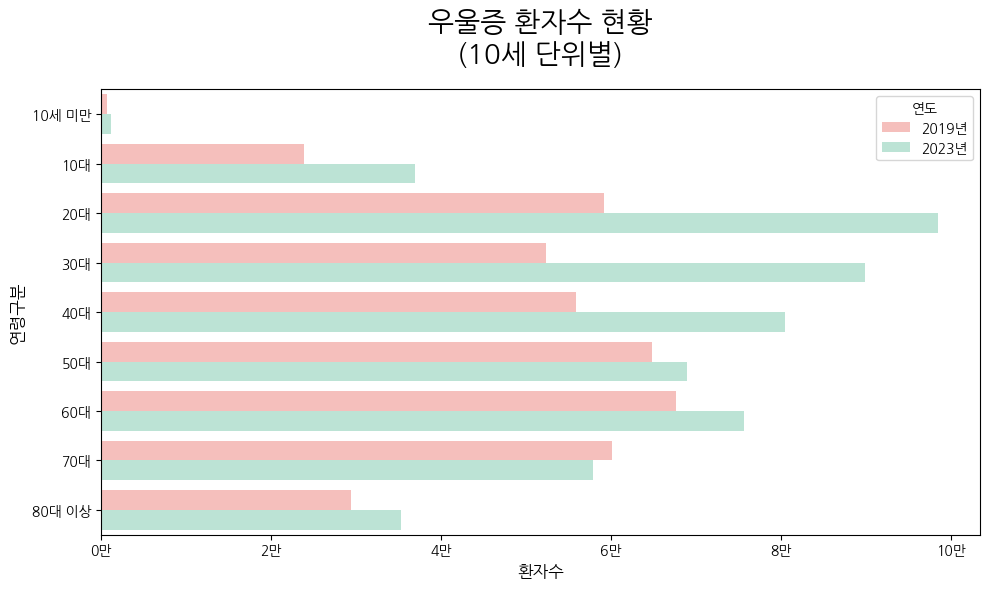 우울증 환자수 현황
(10세 단위별)
연도
2019년
2023년
연령구분
10세 미만
10대
20대
30대
40대
50대
60대
70대
80대 이상
0만 2만 4만 6만 8만 10만
환자수